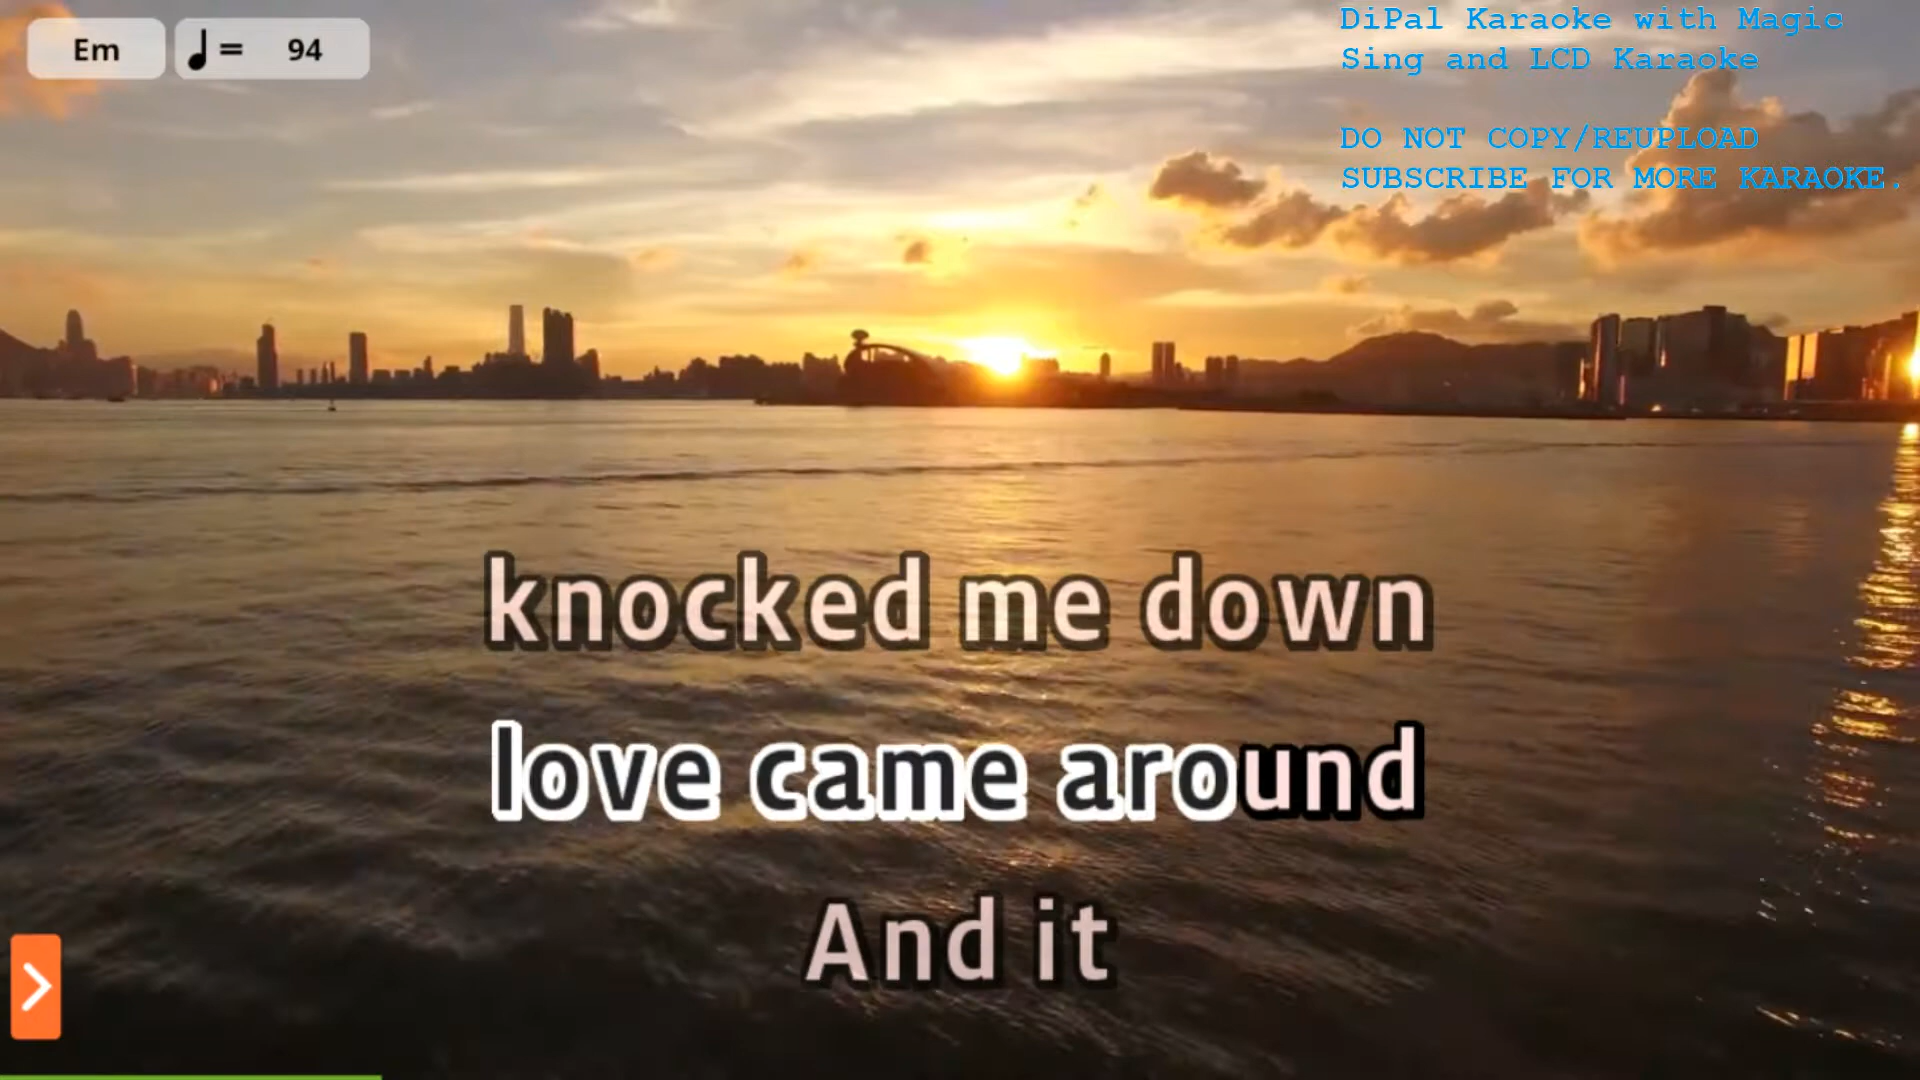 Em
♩ = 94
DiPal Karaoke with Magic
Sing and LCD Karaoke
DO NOT COPY/REUPLOAD
SUBSCRIBE FOR MORE KARAOKE.
knocked me down
love came around
And it